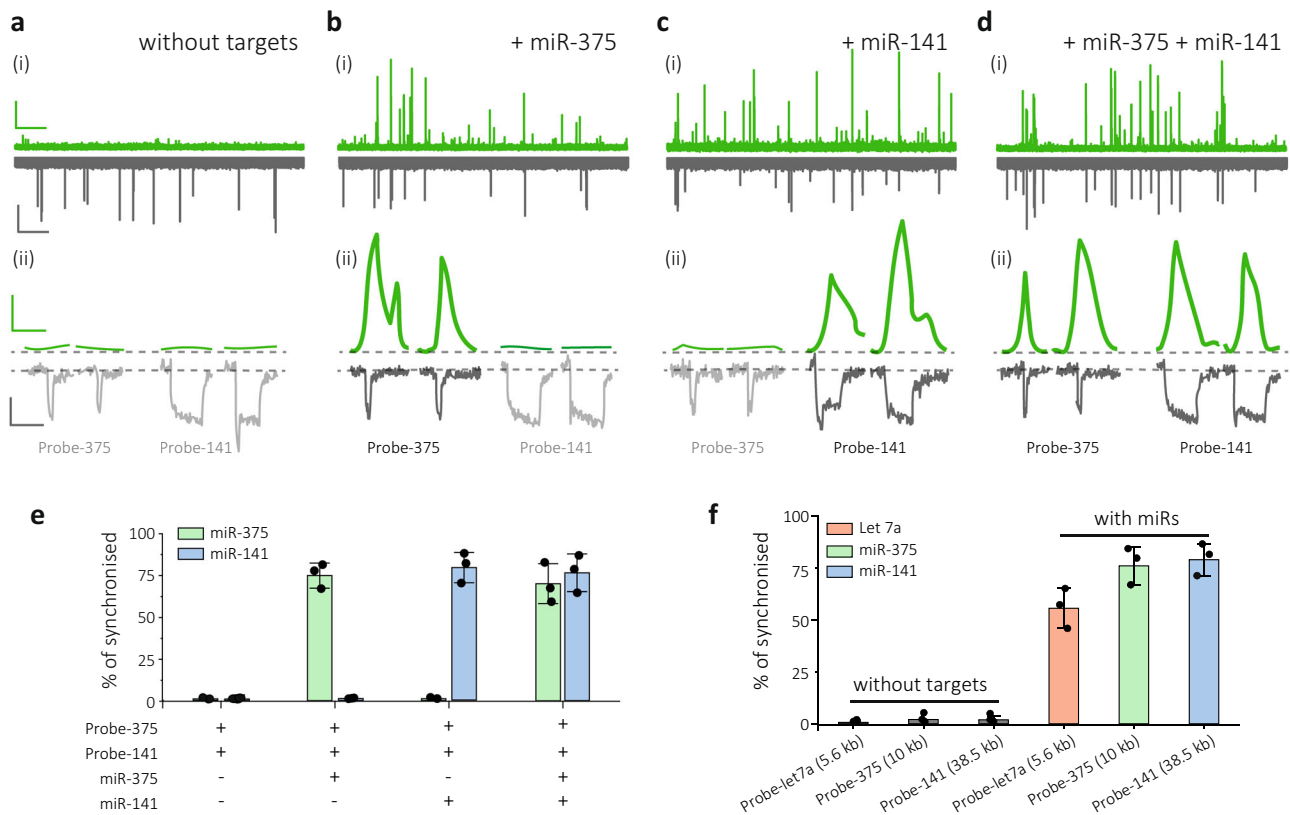 a
without targets
(i)
(ii)
Probe-375
Probe-141
b
+ miR-375
(i)
(ii)
Probe-375
Probe-141
c
+ miR-141
(i)
(ii)
Probe-375
Probe-141
d
+ miR-375 + miR-141
(i)
(ii)
Probe-375
Probe-141
e
% of synchronised
100
75
50
25
0
miR-375
miR-141
Probe-375 + + + +
Probe-141 + + + +
miR-375 - + - +
miR-141 - - + +
f
% of synchronised
100
75
50
25
0
Let 7a
miR-375
miR-141
with miRs
without targets
Probe-let7a (5.6 kb)
Probe-375 (10 kb)
Probe-141 (38.5 kb)
Probe-let7a (5.6 kb)
Probe-375 (10 kb)
Probe-141 (38.5 kb)